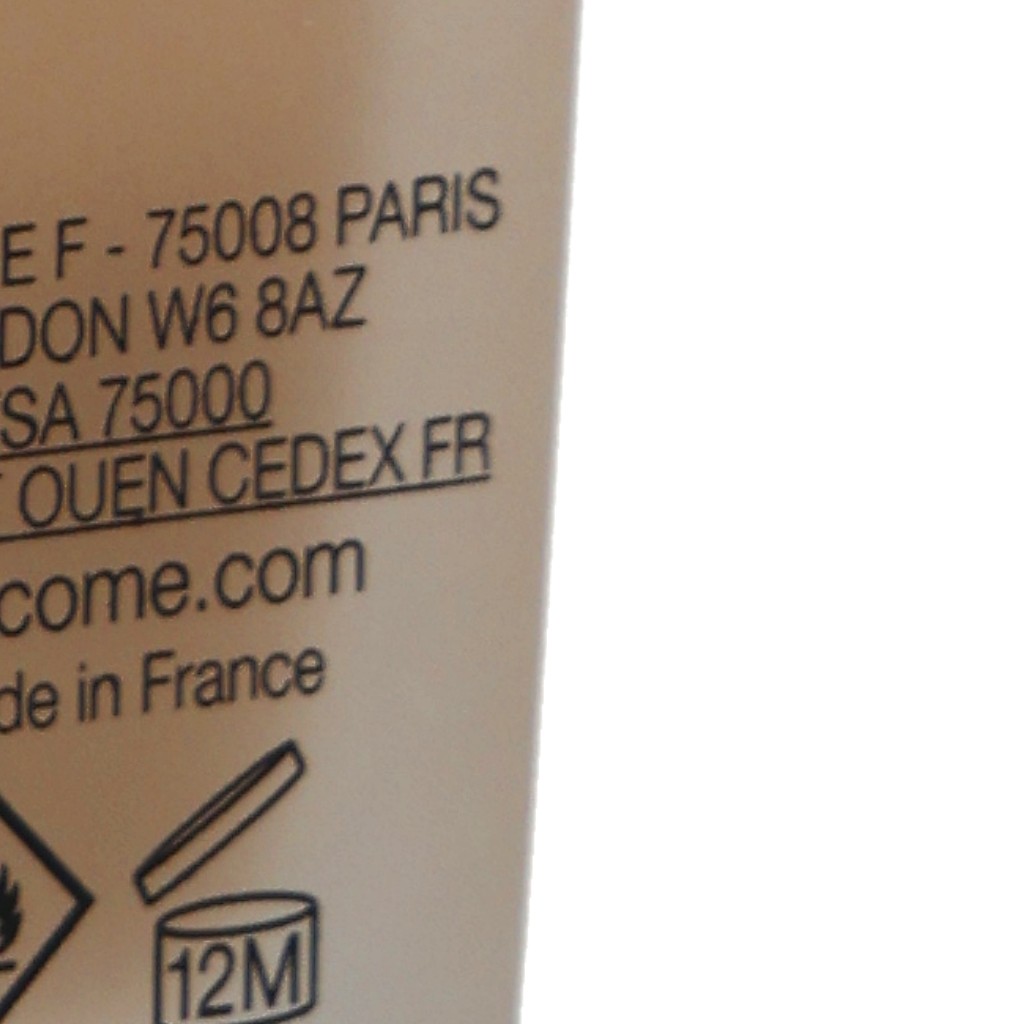 E F - 75008 PARIS
DON W6 8AZ
SA 75000
OUEN CEDEX FR
come.com
de in France
12M